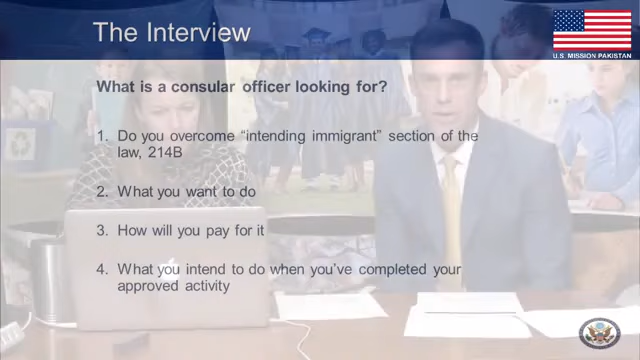 The Interview
U.S. MISSION PAKISTAN
What is a consular officer looking for?
1. Do you overcome “intending immigrant” section of the
law, 214B
2. What you want to do
3. How will you pay for it
4. What you intend to do when you’ve completed your
approved activity